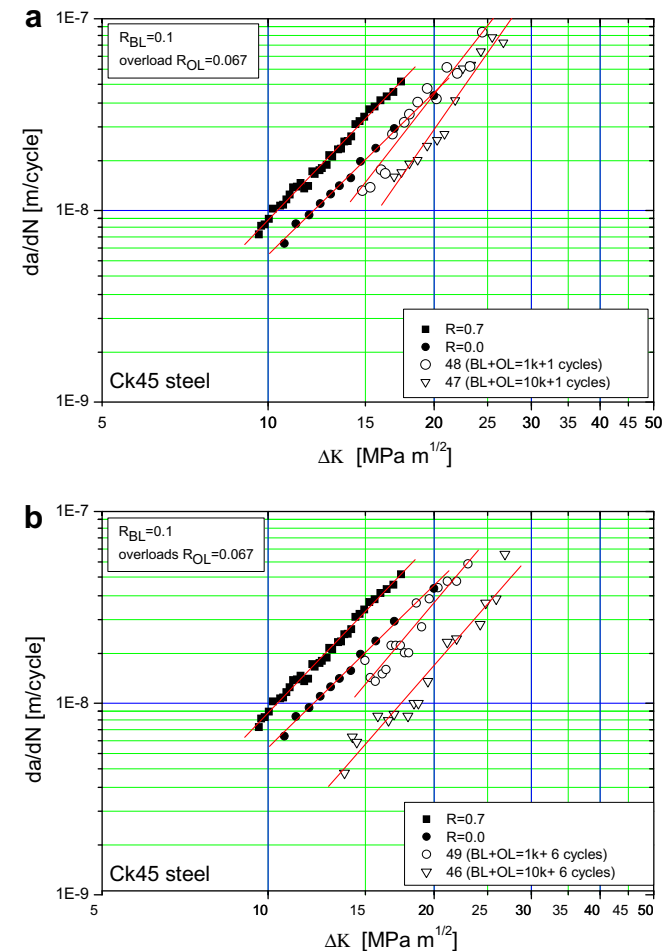 a
1E-7
R_BL=0.1
overload R_OL=0.067
da/dN [m/cycle]
1E-8
R=0.7
R=0.0
48 (BL+OL=1k+1 cycles)
47 (BL+OL=10k+1 cycles)
Ck45 steel
1E-9
5 10 15 20 25 30 35 40 45 50
ΔK [MPa m^1/2]
b
1E-7
R_BL=0.1
overloads R_OL=0.067
da/dN [m/cycle]
1E-8
R=0.7
R=0.0
49 (BL+OL=1k+ 6 cycles)
46 (BL+OL=10k+ 6 cycles)
Ck45 steel
1E-9
5 10 15 20 25 30 35 40 45 50
ΔK [MPa m^1/2]